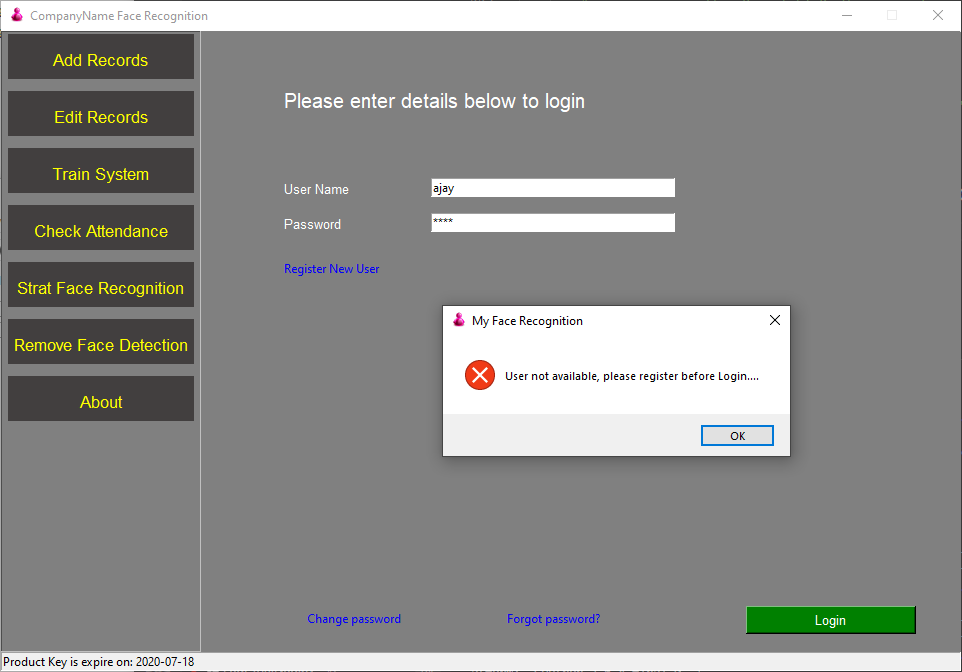 CompanyName Face Recognition
Add Records
Edit Records
Train System
Check Attendance
Strat Face Recognition
Remove Face Detection
About
Please enter details below to login
User Name
ajay
Password
****
Register New User
My Face Recognition
User not available, please register before Login....
OK
Change password
Forgot password?
Login
Product Key is expire on: 2020-07-18